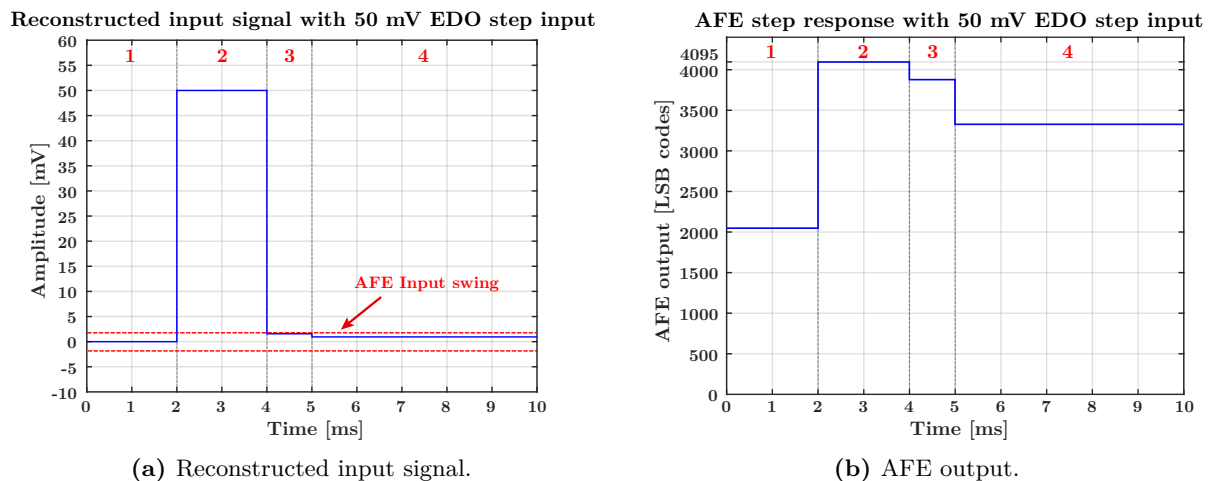 Reconstructed input signal with 50 mV EDO step input
60
55
50
45
40
35
30
25
20
15
10
5
0
-5
-10
Amplitude [mV]
1 2 3 4
AFE Input swing
0 1 2 3 4 5 6 7 8 9 10
Time [ms]
(a) Reconstructed input signal.
AFE step response with 50 mV EDO step input
4095
4000
3500
3000
2500
2000
1500
1000
500
0
AFE output [LSB codes]
1 2 3 4
0 1 2 3 4 5 6 7 8 9 10
Time [ms]
(b) AFE output.